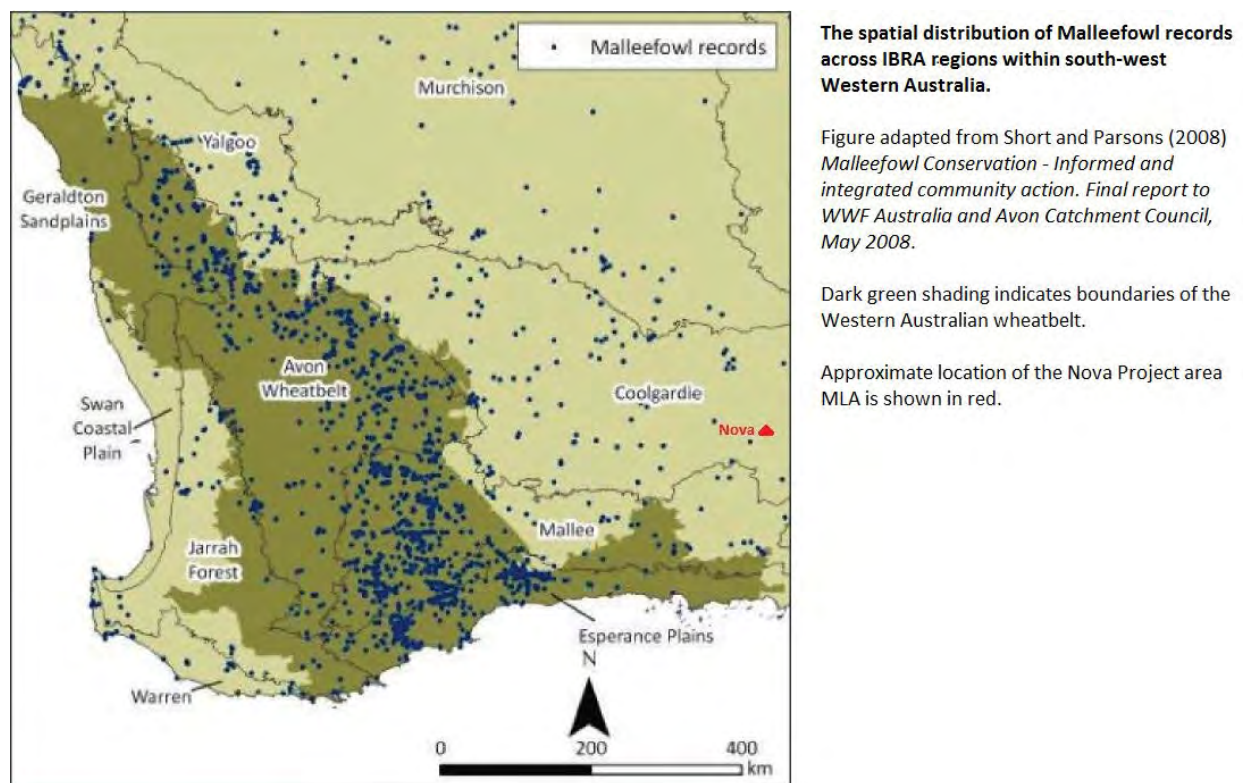 Malleefowl records
Murchison
Yalgoo
Geraldton
Sandplains
Avon
Wheatbelt
Coolgardie
Swan
Coastal
Plain
Nova
Mallee
Jarrah
Forest
Esperance Plains
Warren
N
0 200 400
km
The spatial distribution of Malleefowl records
across IBRA regions within south-west
Western Australia.
Figure adapted from Short and Parsons (2008)
Malleefowl Conservation - Informed and
integrated community action. Final report to
WWF Australia and Avon Catchment Council,
May 2008.
Dark green shading indicates boundaries of the
Western Australian wheatbelt.
Approximate location of the Nova Project area
MLA is shown in red.